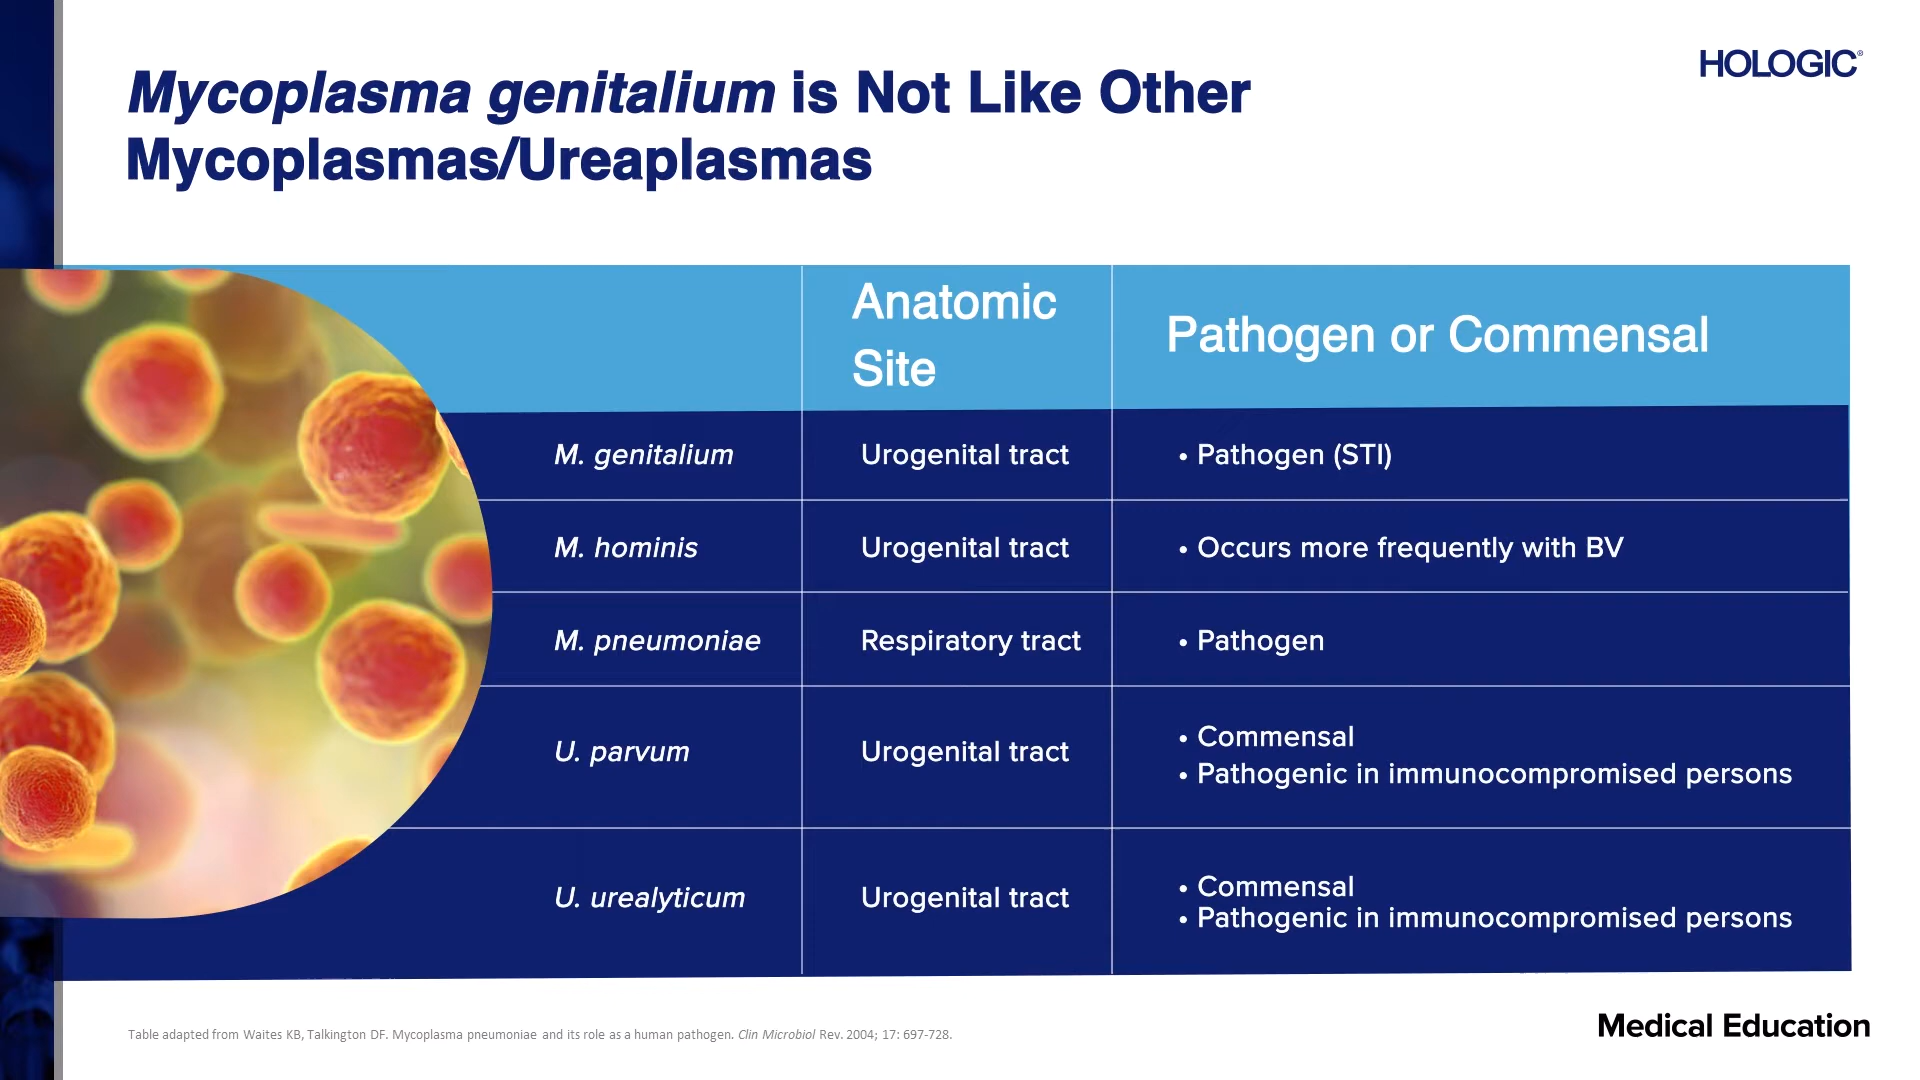 HOLOGIC®
Mycoplasma genitalium is Not Like Other
Mycoplasmas/Ureaplasmas
Anatomic
Site
Pathogen or Commensal
M. genitalium
Urogenital tract
• Pathogen (STI)
M. hominis
Urogenital tract
• Occurs more frequently with BV
M. pneumoniae
Respiratory tract
• Pathogen
U. parvum
Urogenital tract
• Commensal
• Pathogenic in immunocompromised persons
U. urealyticum
Urogenital tract
• Commensal
• Pathogenic in immunocompromised persons
Table adapted from Waites KB, Talkington DF. Mycoplasma pneumoniae and its role as a human pathogen. Clin Microbiol Rev. 2004; 17: 697-728.
Medical Education